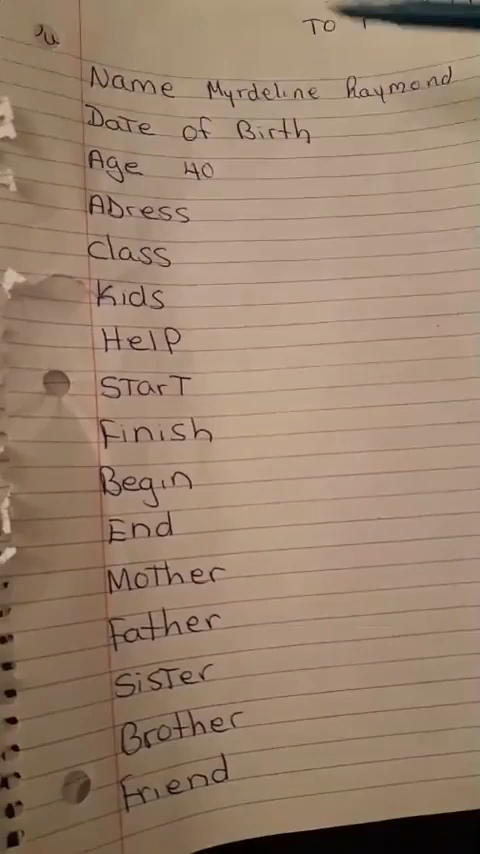 TO
Name Myrdeline Raymond
Date of Birth
Age 40
ADress
class
Kids
Help
STarT
Finish
Begin
End
Mother
Father
Sister
Brother
Friend